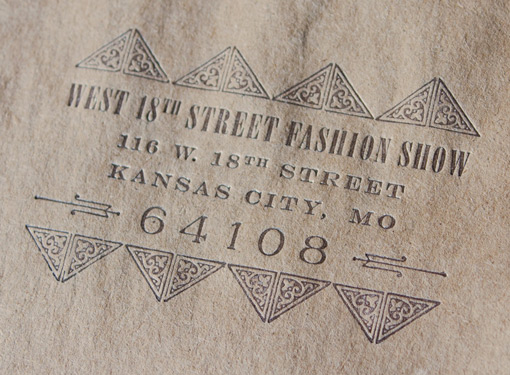 WEST 18TH STREET FASHION SHOW
116 W. 18TH STREET
KANSAS CITY, MO
64108